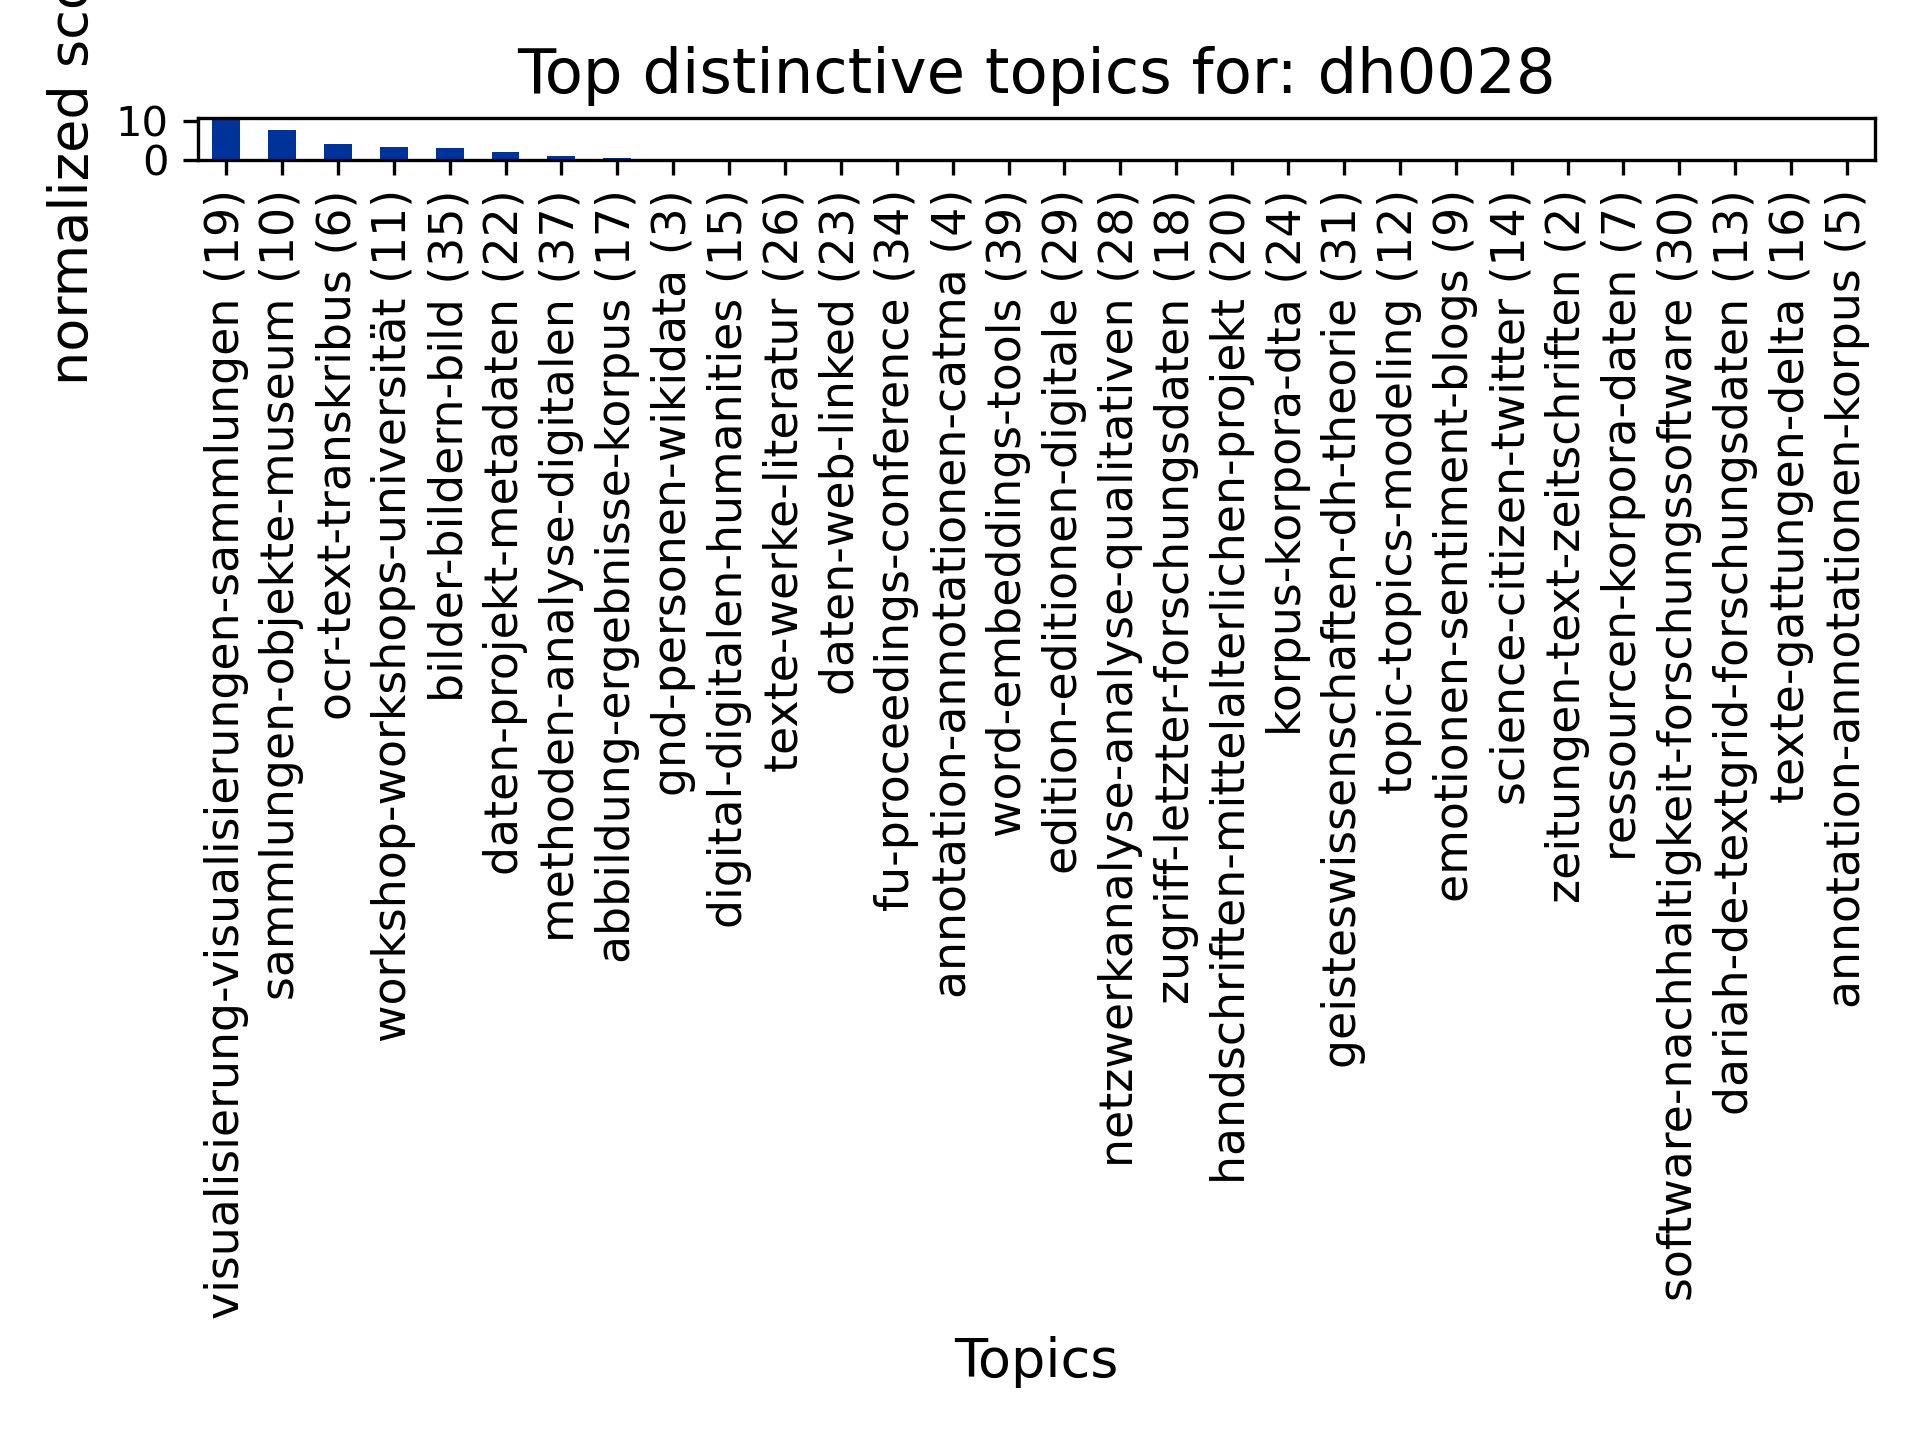 Top distinctive topics for: dh0028
normalized sco
10
0
visualisierung-visualisierungen-sammlungen (19)
sammlungen-objekte-museum (10)
ocr-text-transkribus (6)
workshop-workshops-universität (11)
bilder-bildern-bild (35)
daten-projekt-metadaten (22)
methoden-analyse-digitalen (37)
abbildung-ergebnisse-korpus (17)
gnd-personen-wikidata (3)
digital-digitalen-humanities (15)
texte-werke-literatur (26)
daten-web-linked (23)
fu-proceedings-conference (34)
annotation-annotationen-catma (4)
word-embeddings-tools (39)
edition-editionen-digitale (29)
netzwerkanalyse-analyse-qualitativen (28)
zugriff-letzter-forschungsdaten (18)
handschriften-mittelalterlichen-projekt (20)
korpus-korpora-dta (24)
geisteswissenschaften-dh-theorie (31)
topic-topics-modeling (12)
emotionen-sentiment-blogs (9)
science-citizen-twitter (14)
zeitungen-text-zeitschriften (2)
ressourcen-korpora-daten (7)
software-nachhaltigkeit-forschungssoftware (30)
dariah-de-textgrid-forschungsdaten (13)
texte-gattungen-delta (16)
annotation-annotationen-korpus (5)
Topics